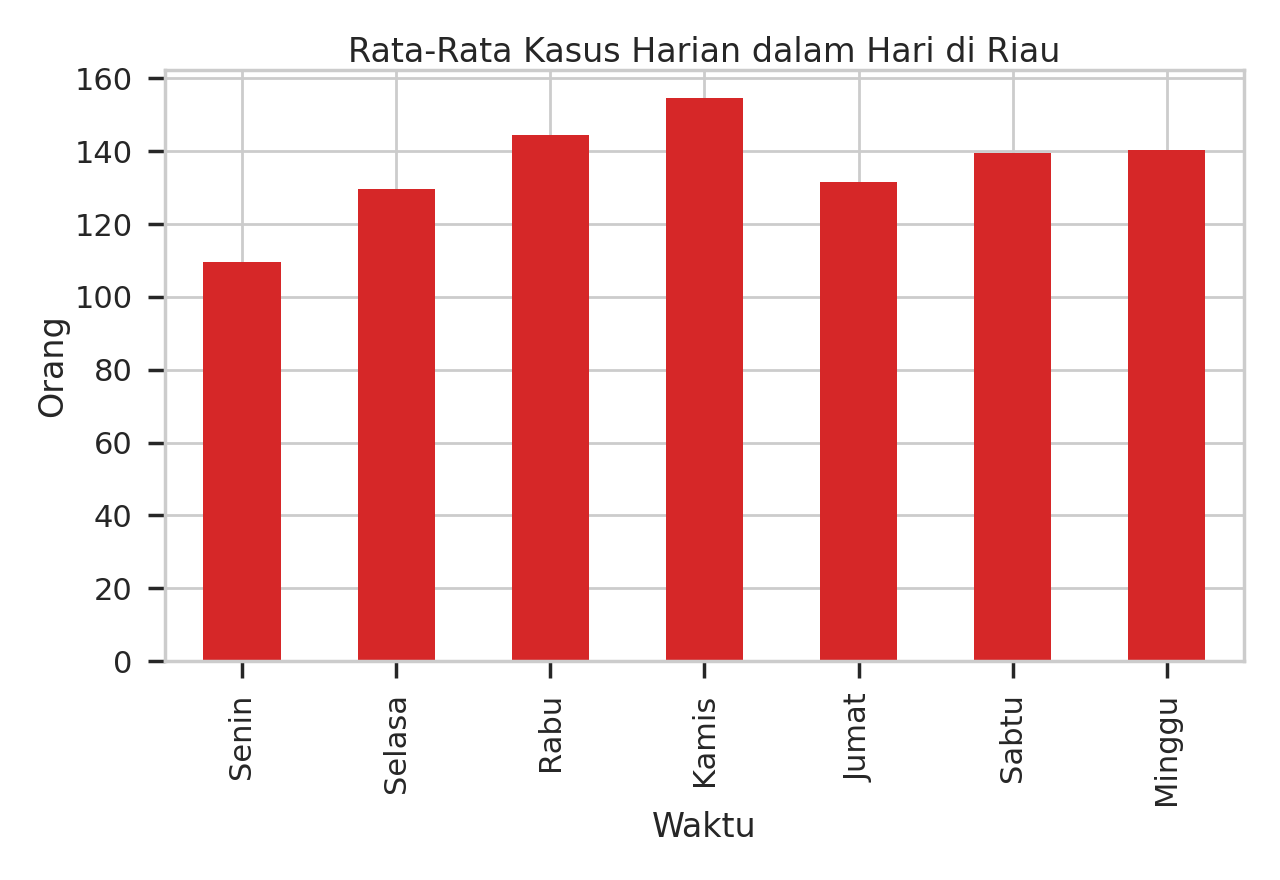 Rata-Rata Kasus Harian dalam Hari di Riau
160
140
120
100
80
60
40
20
0
Orang
Senin
Selasa
Rabu
Kamis
Jumat
Sabtu
Minggu
Waktu